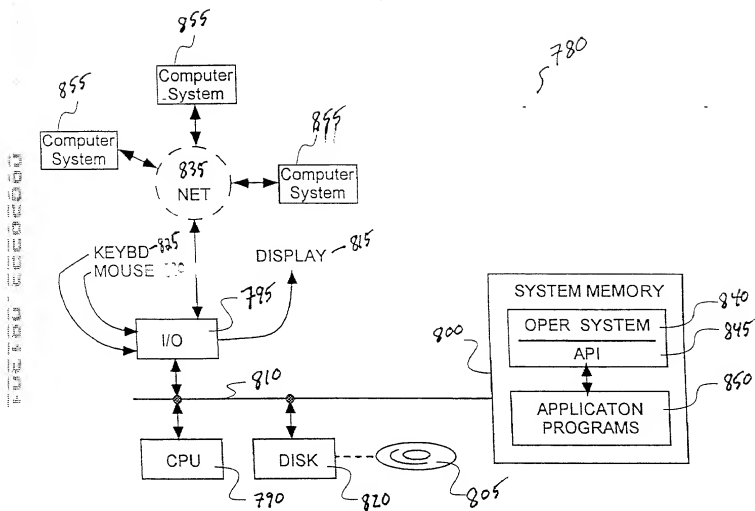 855
780
Computer
System
855
Computer
System
855
Computer
System
835
NET
KEYBD 825
MOUSE
DISPLAY 815
795
I/O
SYSTEM MEMORY
840
OPER SYSTEM
845
API
800
850
APPLICATON
PROGRAMS
810
CPU
DISK
790
820
805